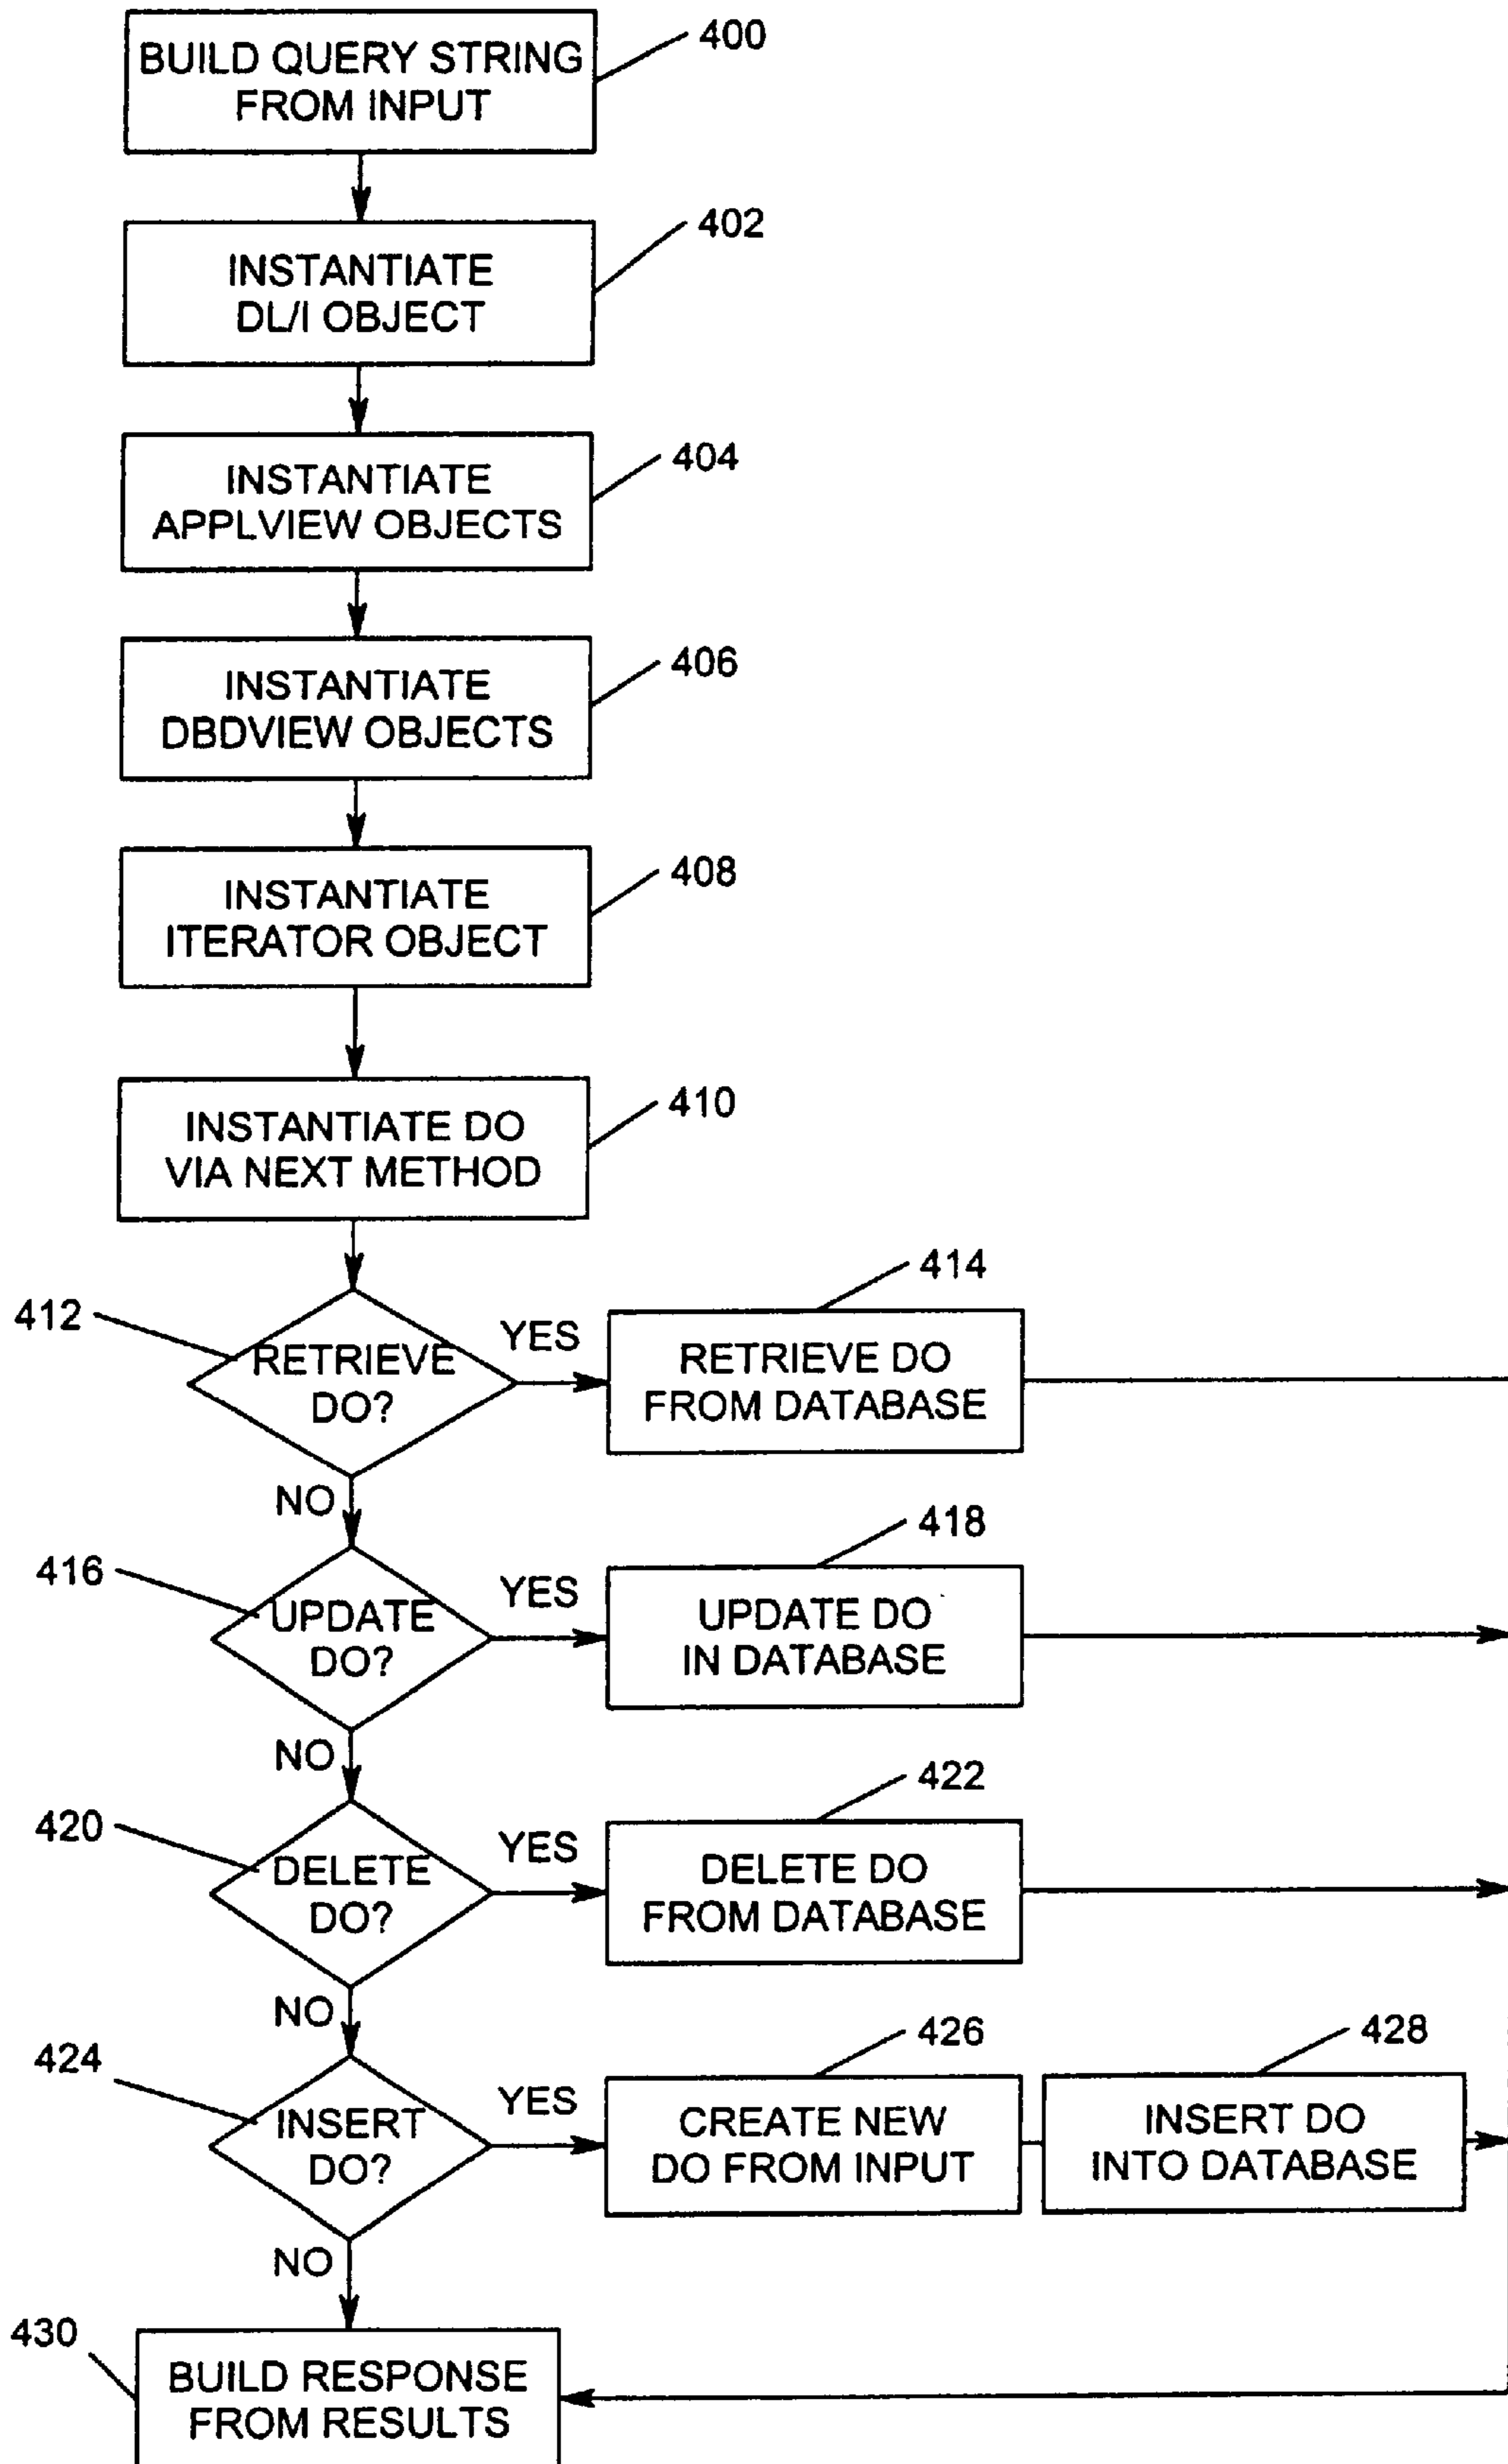 BUILD QUERY STRING
FROM INPUT
400
INSTANTIATE
DL/I OBJECT
402
INSTANTIATE
APPLVIEW OBJECTS
404
INSTANTIATE
DBDVIEW OBJECTS
406
INSTANTIATE
ITERATOR OBJECT
408
INSTANTIATE DO
VIA NEXT METHOD
410
412
RETRIEVE
DO?
YES
414
RETRIEVE DO
FROM DATABASE
NO
416
UPDATE
DO?
YES
418
UPDATE DO
IN DATABASE
NO
420
DELETE
DO?
YES
422
DELETE DO
FROM DATABASE
NO
424
INSERT
DO?
YES
426
CREATE NEW
DO FROM INPUT
428
INSERT DO
INTO DATABASE
NO
430
BUILD RESPONSE
FROM RESULTS